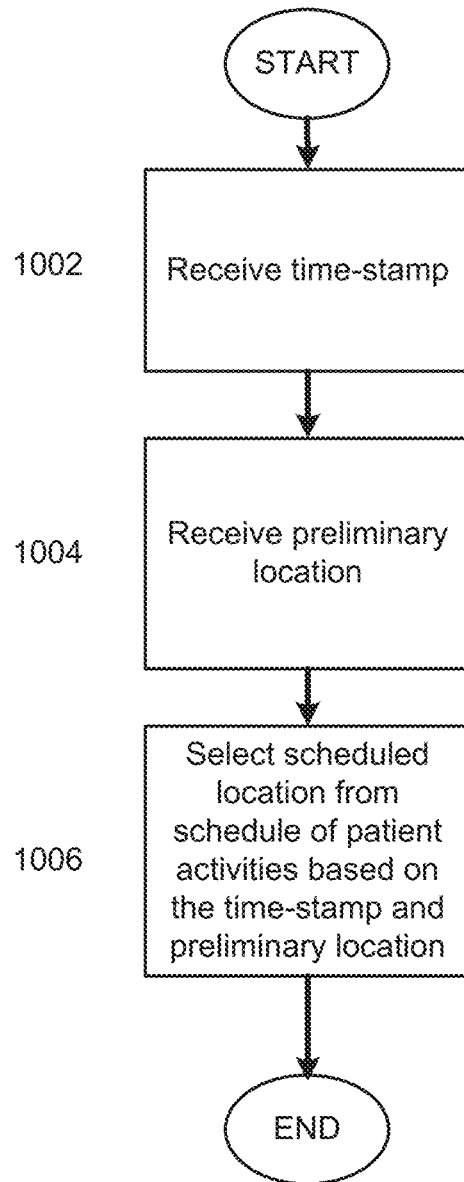 START
1002
Receive time-stamp
1004
Receive preliminary
location
1006
Select scheduled
location from
schedule of patient
activities based on
the time-stamp and
preliminary location
END